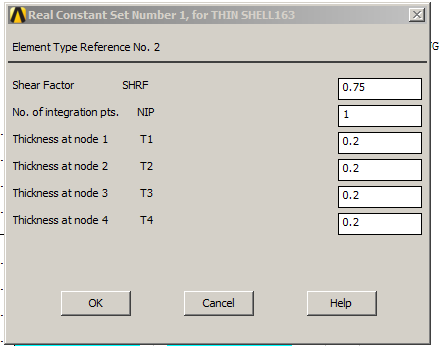 Real Constant Set Number 1, for THIN SHELL163
Element Type Reference No. 2
Shear Factor SHRF 0.75
No. of integration pts. NIP 1
Thickness at node 1 T1 0.2
Thickness at node 2 T2 0.2
Thickness at node 3 T3 0.2
Thickness at node 4 T4 0.2
OK Cancel Help